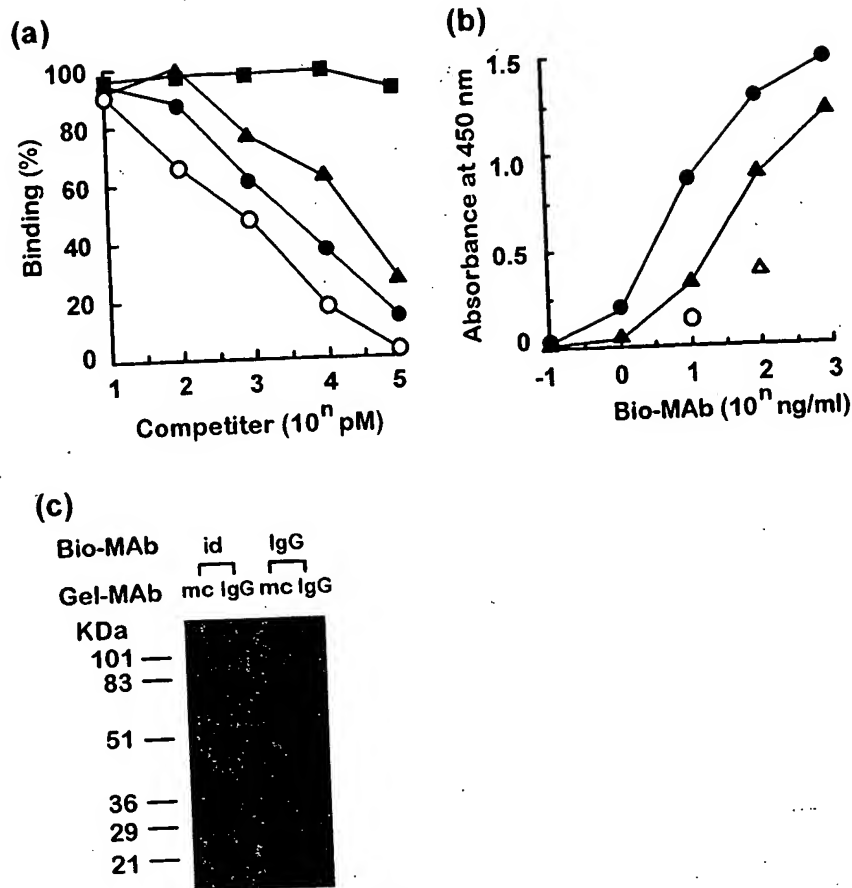 (a)
100
80
60
40
20
0
Binding (%)
1 2 3 4 5
Competiter (10ⁿ pM)
(b)
1.5
1.0
0.5
0
Absorbance at 450 nm
-1 0 1 2 3
Bio-MAb (10ⁿ ng/ml)
(c)
Bio-MAb id IgG
Gel-MAb mc IgG mc IgG
KDa
101
83
51
36
29
21